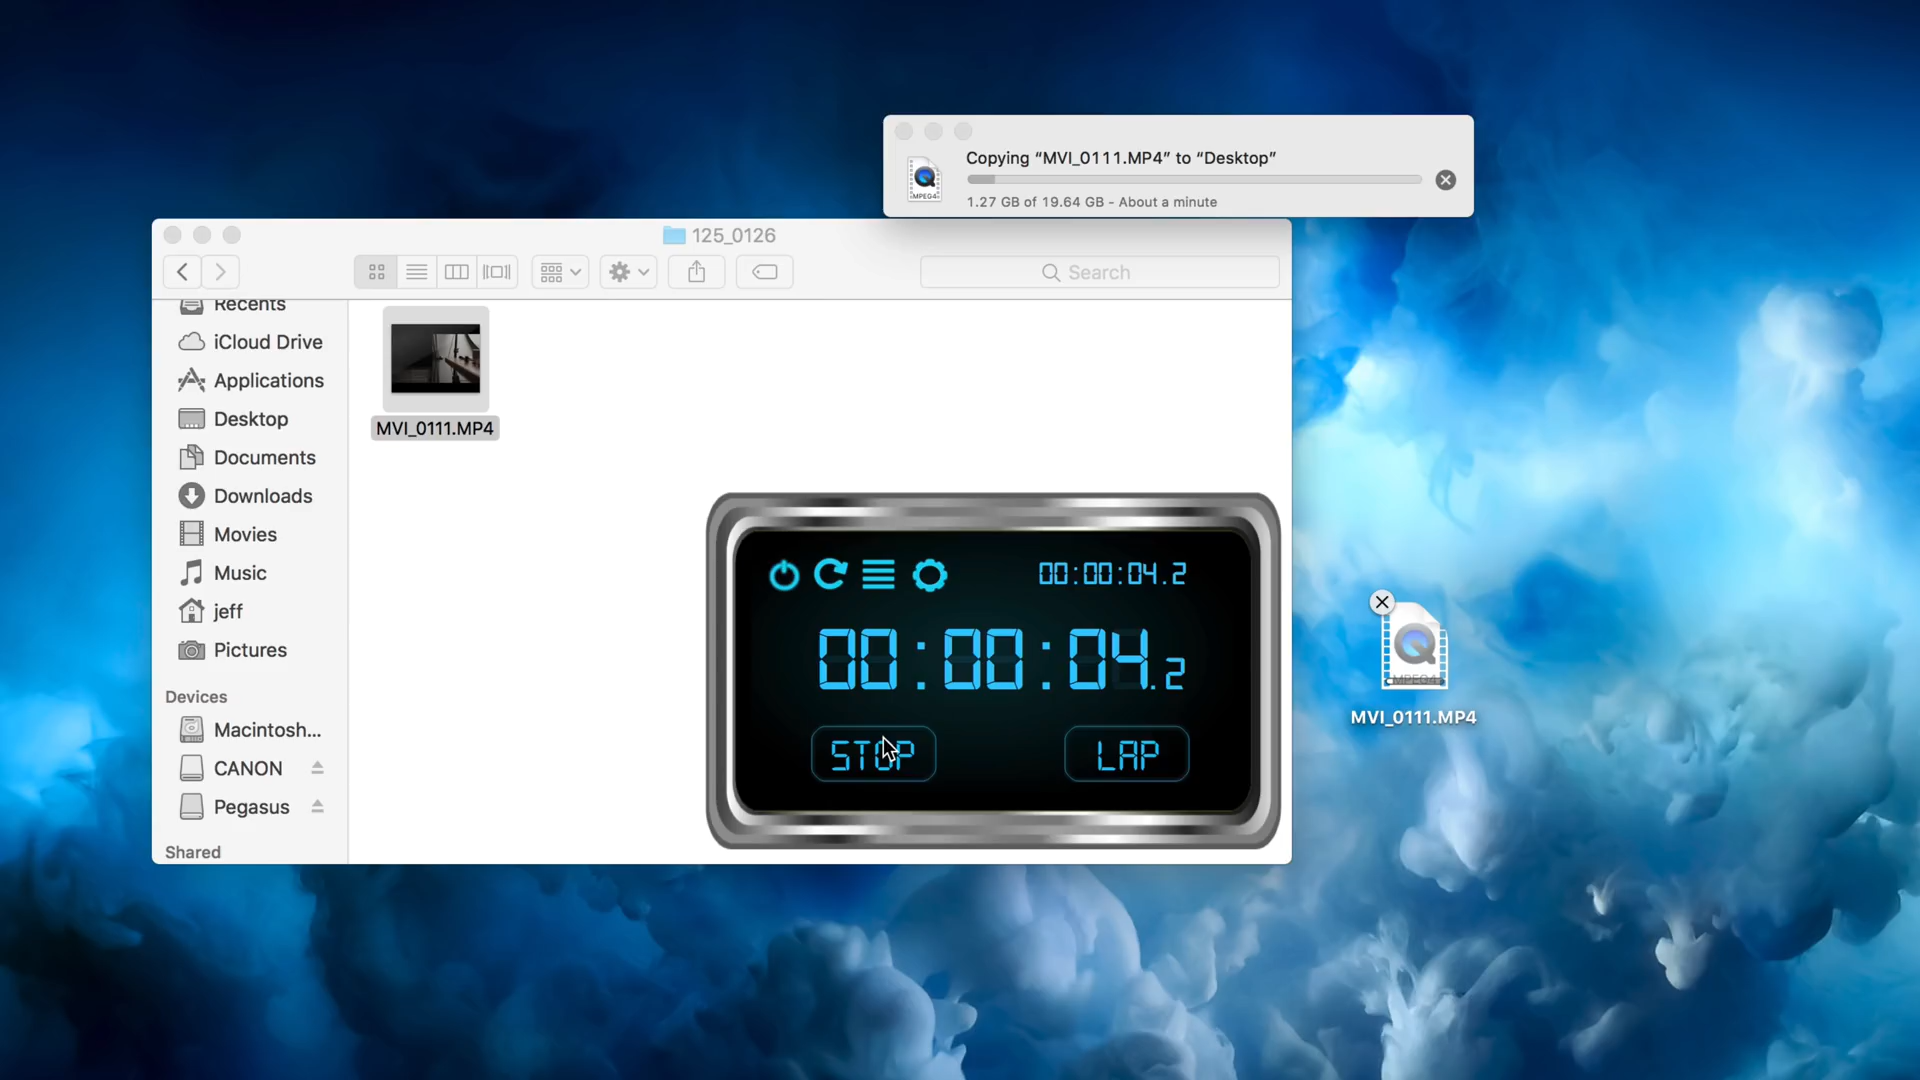 Copying “MVI_0111.MP4” to “Desktop”
MPEG4
1.27 GB of 19.64 GB - About a minute
125_0126
Search
Recents
iCloud Drive
Applications
Desktop
Documents
Downloads
Movies
Music
jeff
Pictures
Devices
Macintosh...
CANON
Pegasus
Shared
MVI_0111.MP4
00:00:04.2
00:00:04.2
STOP
LAP
MPEG4
MVI_0111.MP4